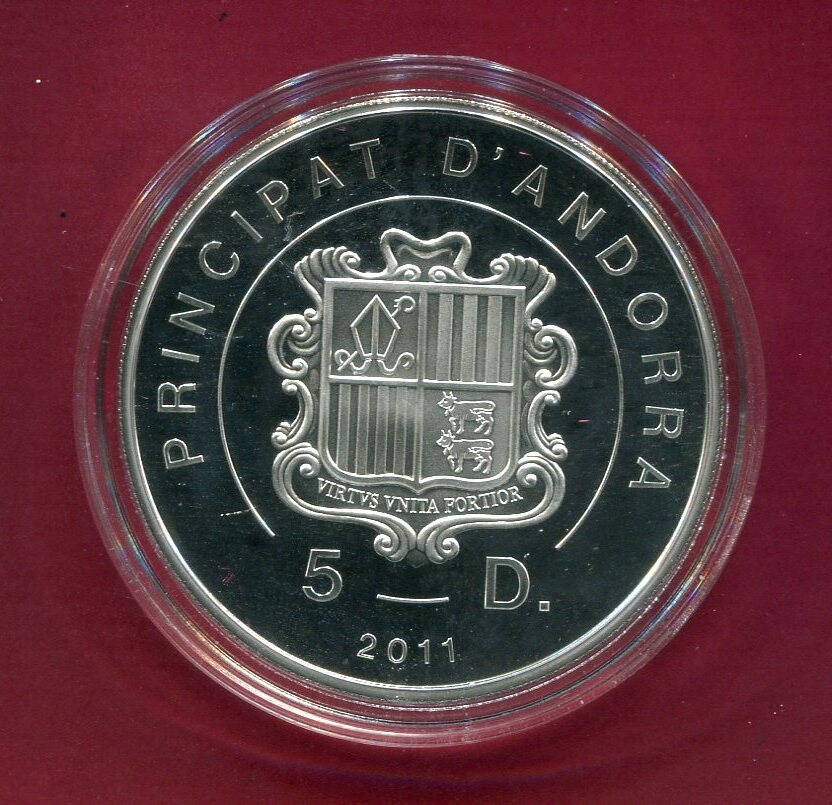 PRINCIPAT D'ANDORRA
VIRTVS VNITA FORTIOR
5 — D.
2011